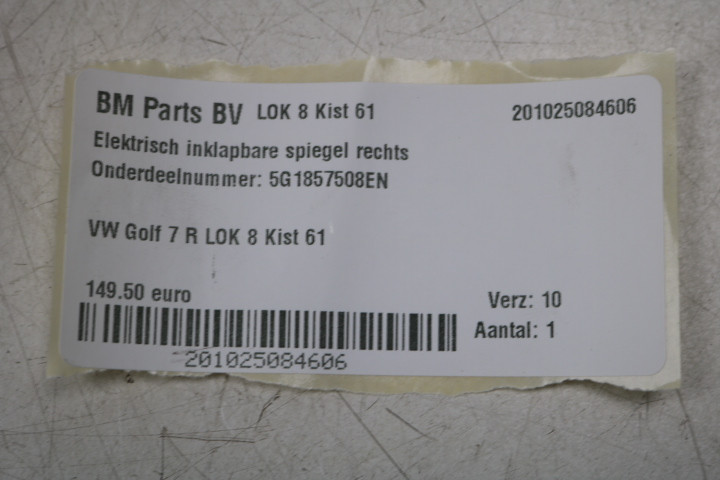 BM Parts BV LOK 8 Kist 61 201025084606
Elektrisch inklapbare spiegel rechts
Onderdeelnummer: 5G1857508EN
VW Golf 7 R LOK 8 Kist 61
149.50 euro Verz: 10
Aantal: 1
201025084606